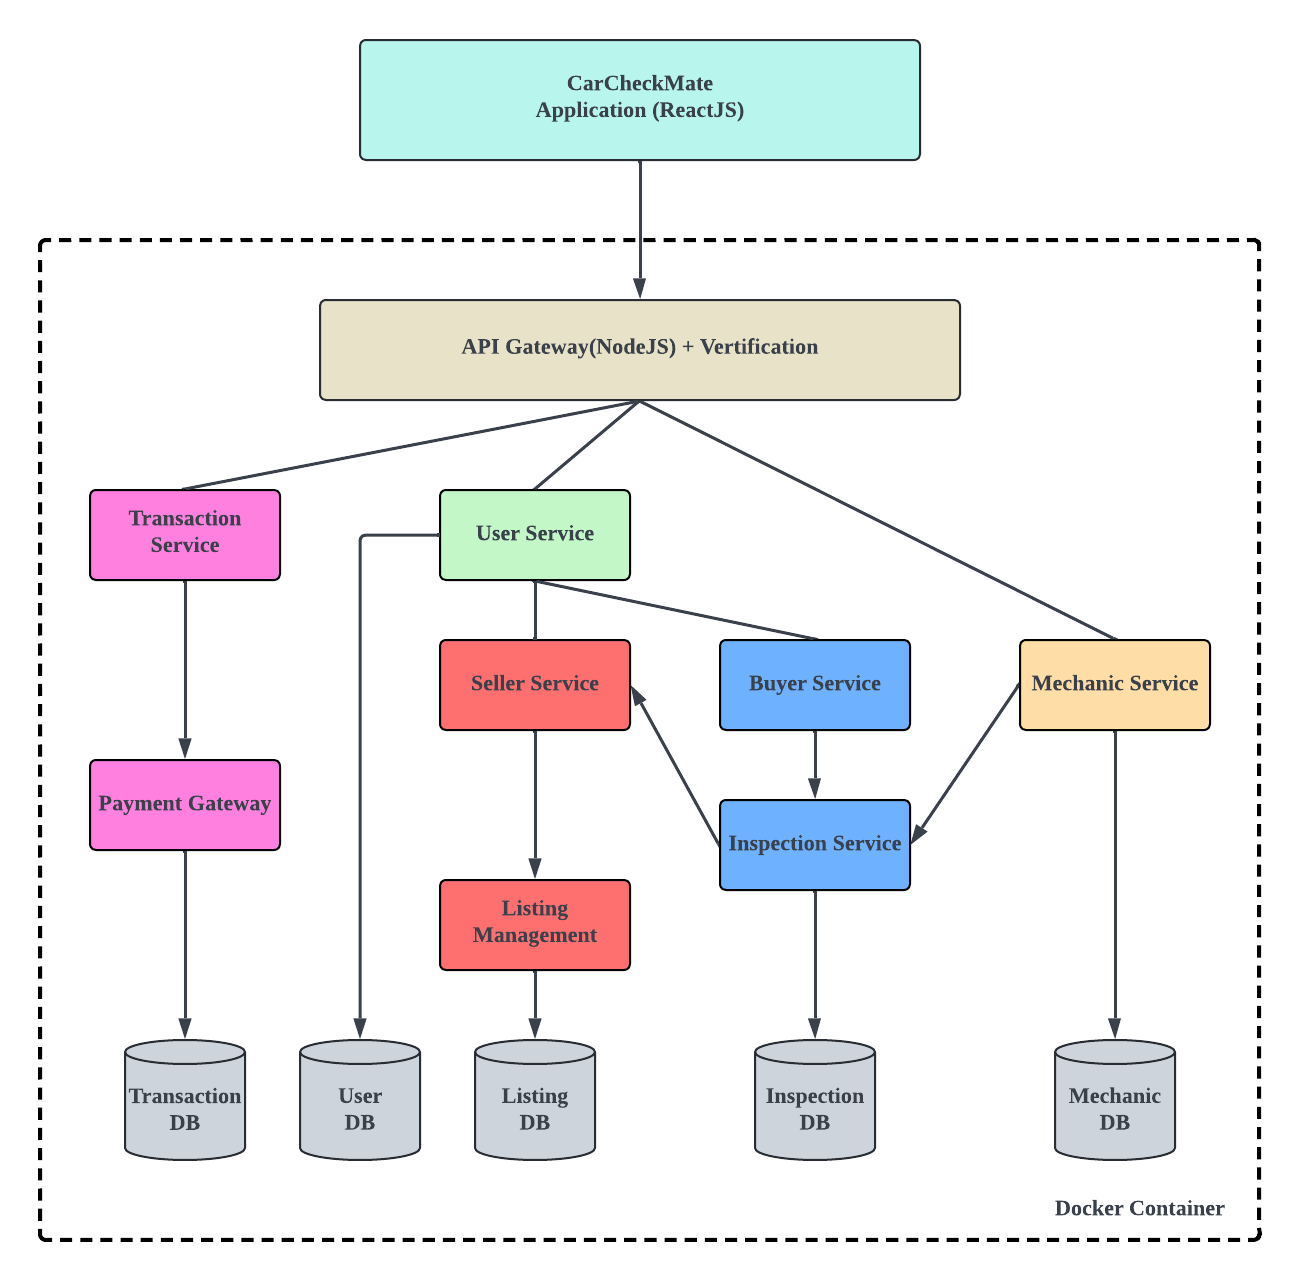 CarCheckMate
Application (ReactJS)
API Gateway(NodeJS) + Vertification
Transaction
Service
User Service
Seller Service
Buyer Service
Mechanic Service
Payment Gateway
Inspection Service
Listing
Management
Transaction
DB
User
DB
Listing
DB
Inspection
DB
Mechanic
DB
Docker Container